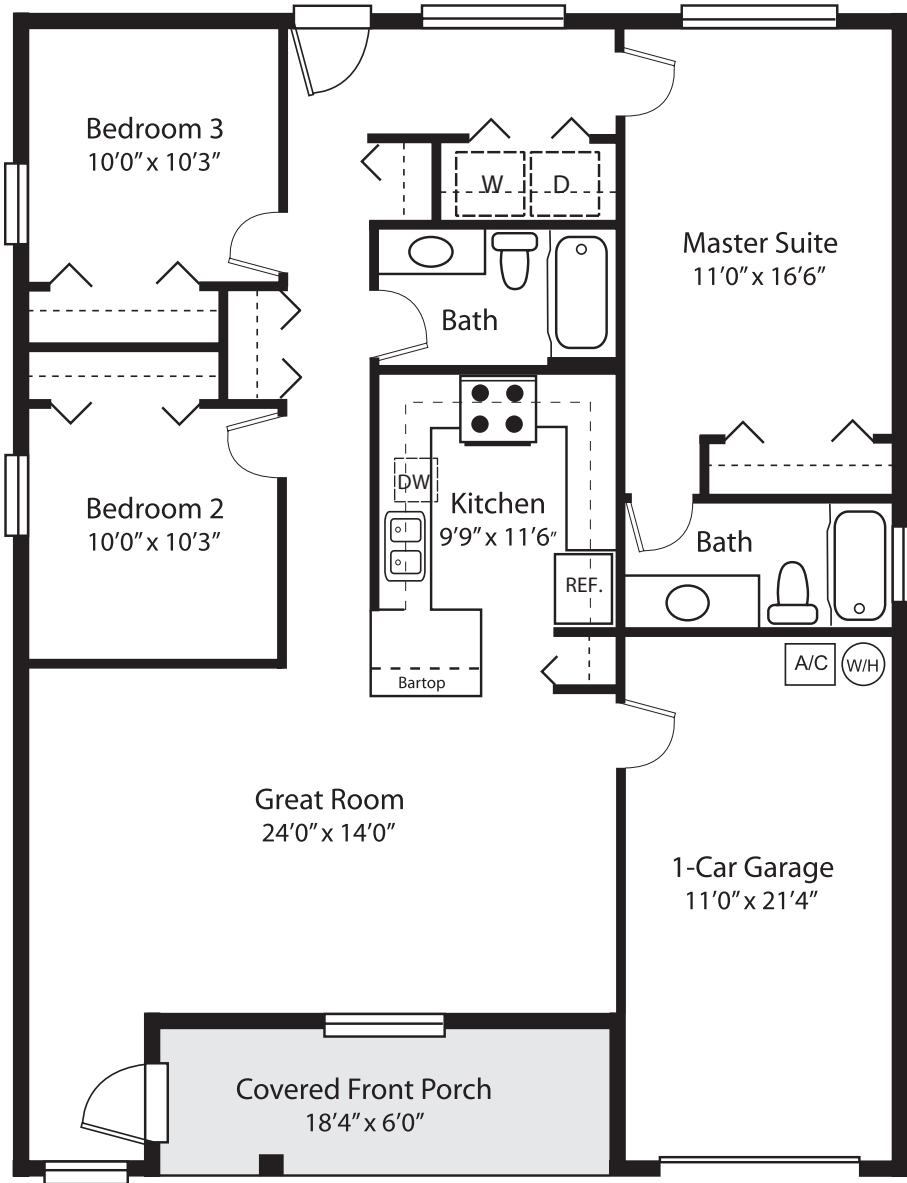 Bedroom 3
10’0” x 10’3”
W
D
Master Suite
11’0” x 16’6”
Bath
DW
Kitchen
9’9” x 11’6”
Bedroom 2
10’0” x 10’3”
Bath
REF.
A/C
W/H
Bartop
Great Room
24’0” x 14’0”
1-Car Garage
11’0” x 21’4”
Covered Front Porch
18’4” x 6’0”